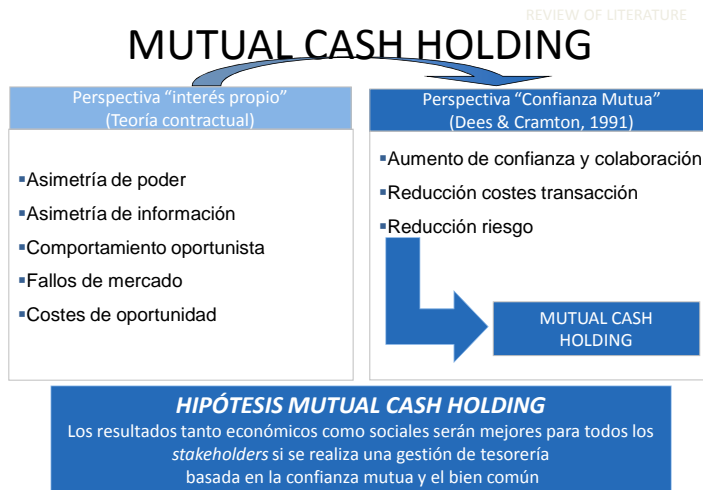 REVIEW OF LITERATURE
MUTUAL CASH HOLDING
Perspectiva “interés propio”
(Teoría contractual)
▪Asimetría de poder
▪Asimetría de información
▪Comportamiento oportunista
▪Fallos de mercado
▪Costes de oportunidad
Perspectiva “Confianza Mutua”
(Dees & Cramton, 1991)
▪Aumento de confianza y colaboración
▪Reducción costes transacción
▪Reducción riesgo
MUTUAL CASH
HOLDING
HIPÓTESIS MUTUAL CASH HOLDING
Los resultados tanto económicos como sociales serán mejores para todos los
stakeholders si se realiza una gestión de tesorería
basada en la confianza mutua y el bien común